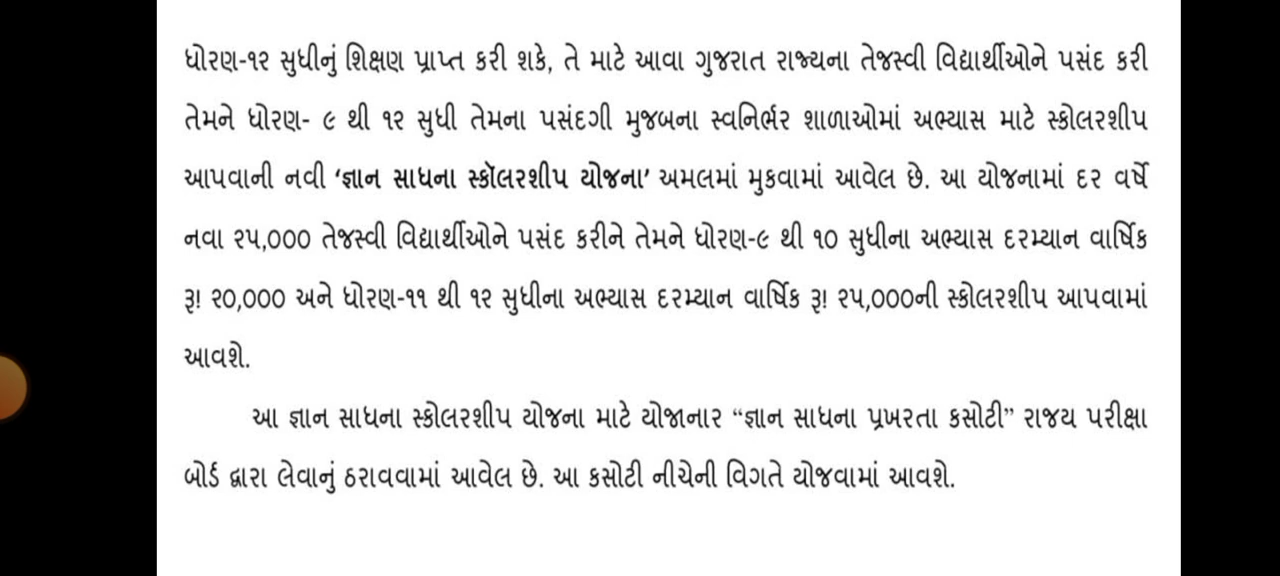 ધોરણ-૧૨ સુધીનું શિક્ષણ પ્રાપ્ત કરી શકે, તે માટે આવા ગુજરાત રાજ્યના તેજસ્વી વિદ્યાર્થીઓને પસંદ કરી
તેમને ધોરણ- ૯ થી ૧૨ સુધી તેમના પસંદગી મુજબના સ્વનિર્ભર શાળાઓમાં અભ્યાસ માટે સ્કોલરશીપ
આપવાની નવી ‘જ્ઞાન સાધના સ્કૉલરશીપ યોજના’ અમલમાં મુકવામાં આવેલ છે. આ યોજનામાં દર વર્ષે
નવા ૨૫,૦૦૦ તેજસ્વી વિદ્યાર્થીઓને પસંદ કરીને તેમને ધોરણ-૯ થી ૧૦ સુધીના અભ્યાસ દરમ્યાન વાર્ષિક
રૂ! ૨૦,૦૦૦ અને ધોરણ-૧૧ થી ૧૨ સુધીના અભ્યાસ દરમ્યાન વાર્ષિક રૂ! ૨૫,૦૦૦ની સ્કોલરશીપ આપવામાં
આવશે.
આ જ્ઞાન સાધના સ્કોલરશીપ યોજના માટે યોજાનાર “જ્ઞાન સાધના પ્રખરતા કસોટી” રાજય પરીક્ષા
બોર્ડ દ્વારા લેવાનું ઠરાવવામાં આવેલ છે. આ કસોટી નીચેની વિગતે યોજવામાં આવશે.